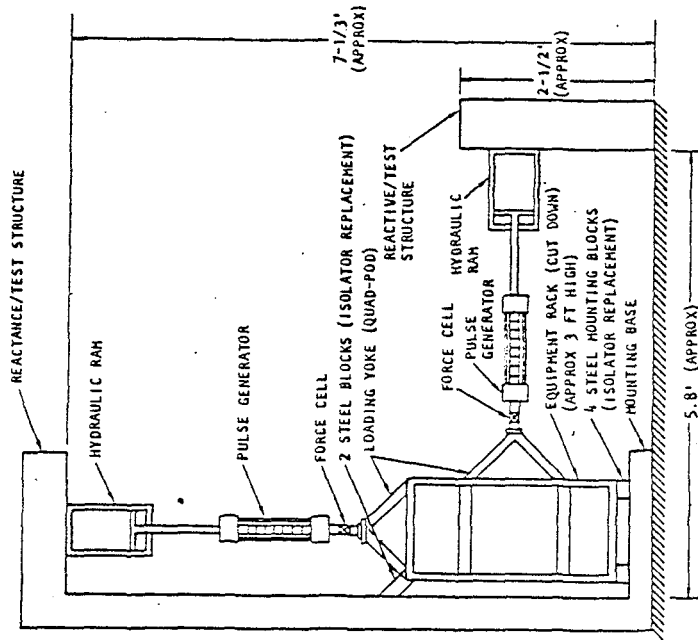 REACTANCE/TEST STRUCTURE
HYDRAULIC RAM
PULSE GENERATOR
FORCE CELL
2 STEEL BLOCKS (ISOLATOR REPLACEMENT)
LOADING YOKE (QUAD-POD)
7-1/3'
(APPROX)
REACTIVE/TEST
STRUCTURE
2-1/2'
(APPROX)
HYDRAULIC
RAM
FORCE CELL
PULSE
GENERATOR
EQUIPMENT RACK (CUT DOWN)
(APPROX 3 FT HIGH)
4 STEEL MOUNTING BLOCKS
(ISOLATOR REPLACEMENT)
MOUNTING BASE
5.8' (APPROX)